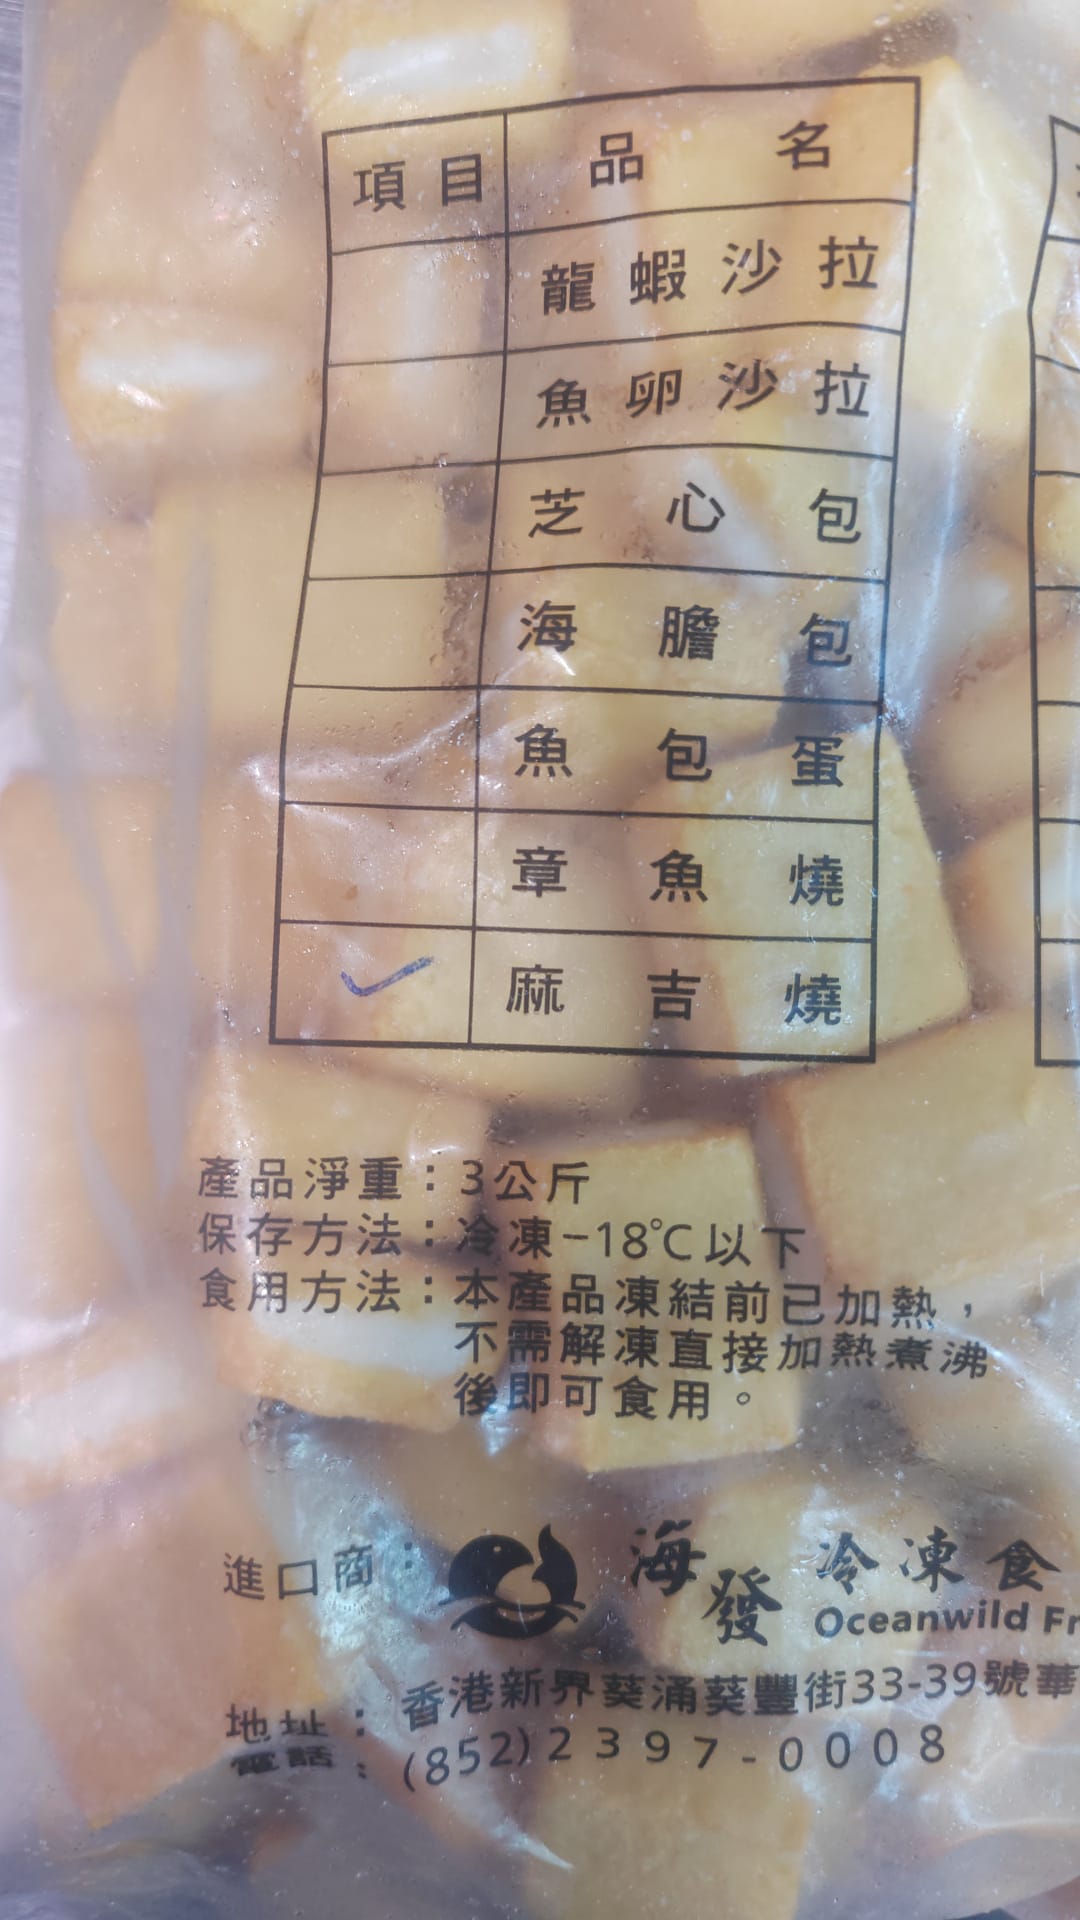 項目 品名
龍蝦沙拉
魚卵沙拉
芝心包
海膽包
魚包蛋
章魚燒
✓ 麻吉燒
產品淨重：3公斤
保存方法：冷凍-18℃以下
食用方法：本產品凍結前已加熱，
不需解凍直接加熱煮沸
後即可食用。
進口商：海發冷凍食
Oceanwild Fr
地址：香港新界葵涌葵豐街33-39號華
電話：(852)2397-0008